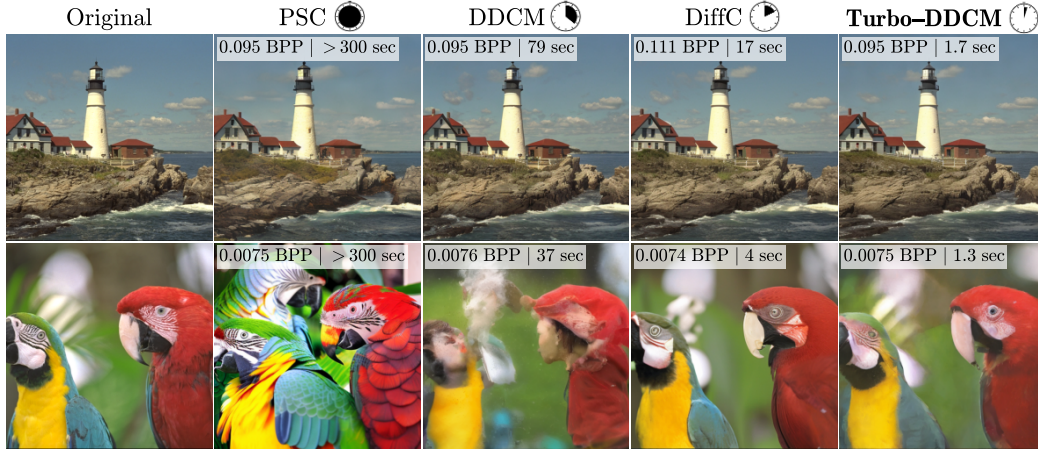 Original PSC DDCM DiffC Turbo–DDCM
0.095 BPP | > 300 sec 0.095 BPP | 79 sec 0.111 BPP | 17 sec 0.095 BPP | 1.7 sec
0.0075 BPP | > 300 sec 0.0076 BPP | 37 sec 0.0074 BPP | 4 sec 0.0075 BPP | 1.3 sec